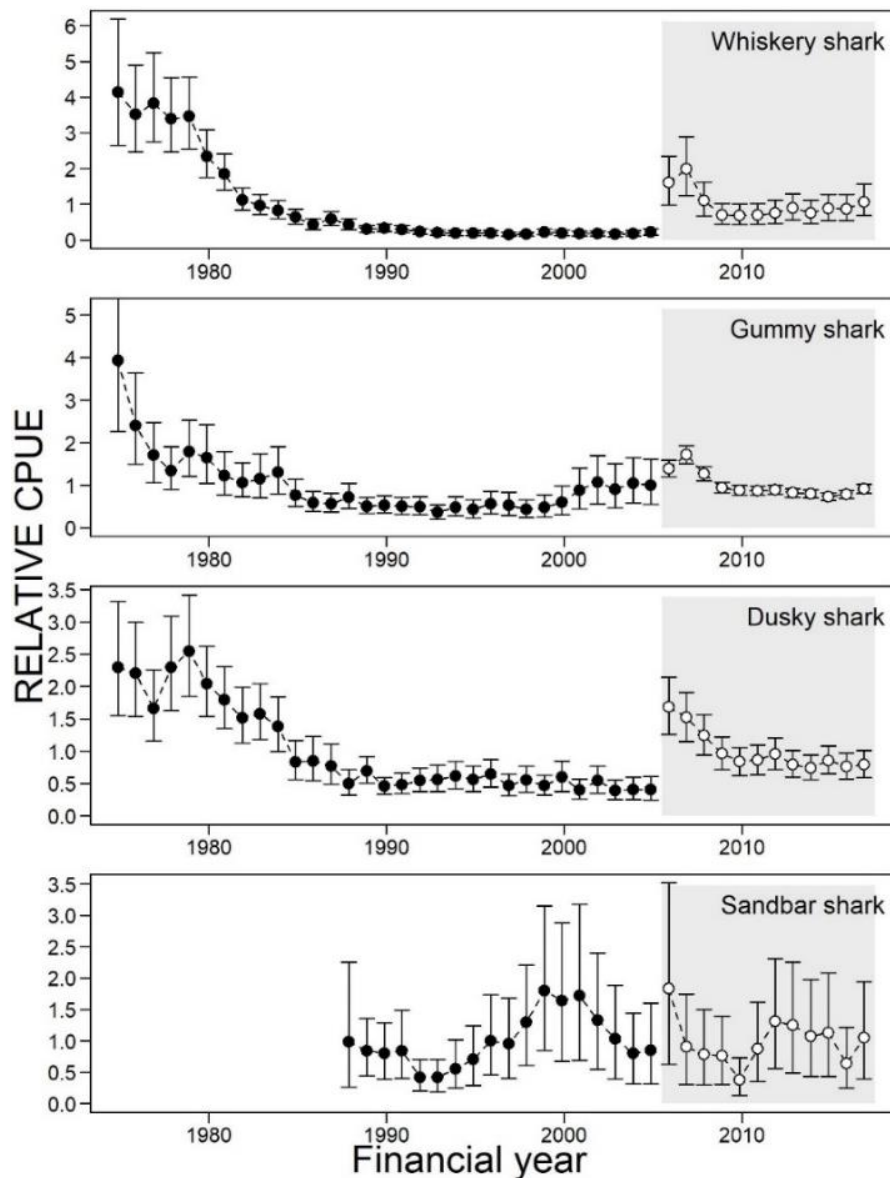 RELATIVE CPUE
6
5
4
3
2
1
0
Whiskery shark
1980 1990 2000 2010
5
4
3
2
1
0
Gummy shark
1980 1990 2000 2010
3.5
3.0
2.5
2.0
1.5
1.0
0.5
0.0
Dusky shark
1980 1990 2000 2010
3.5
3.0
2.5
2.0
1.5
1.0
0.5
0.0
Sandbar shark
1980 1990 2000 2010
Financial year